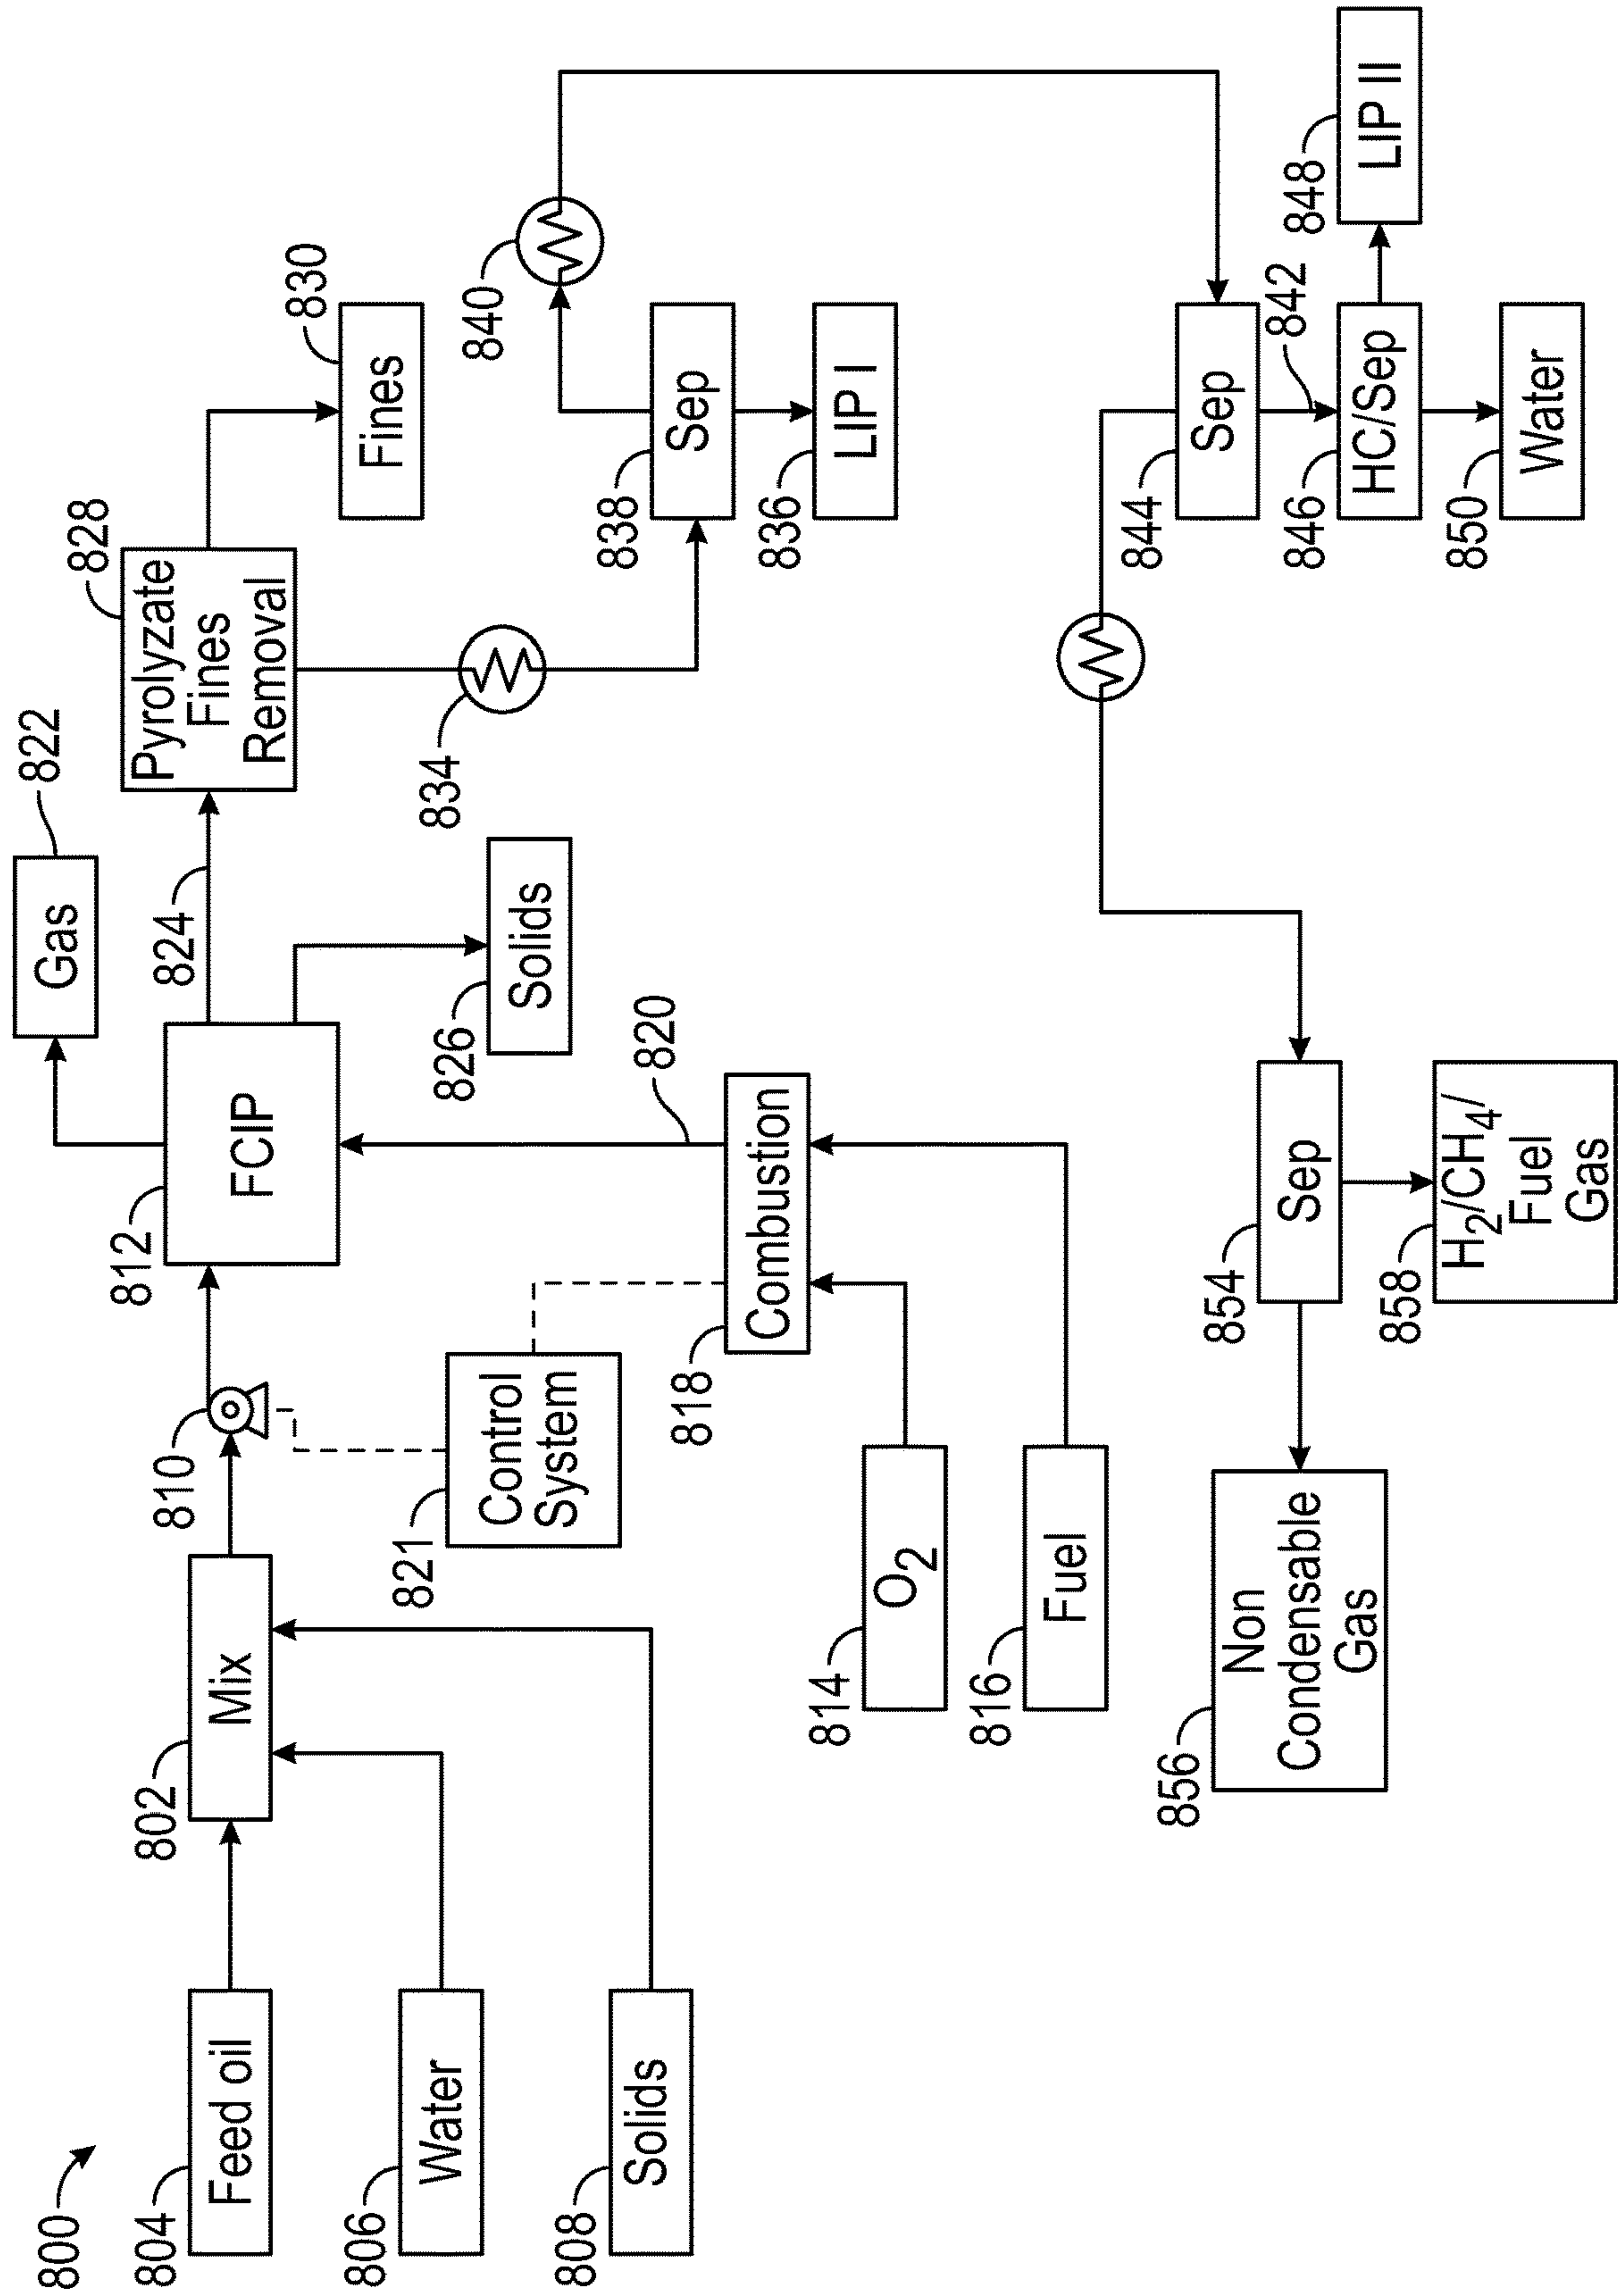 800
804
Feed oil
806
Water
808
Solids
802
Mix
810
821
Control
System
814
O2
816
Fuel
818
Combustion
820
812
FCIP
Gas
822
824
826
Solids
Pyrolyzate
Fines
Removal
828
830
Fines
834
838
Sep
836
LIP I
840
844
Sep
842
846
HC/Sep
848
LIP II
850
Water
854
Sep
856
Non
Condensable
Gas
858
H2/CH4/
Fuel
Gas